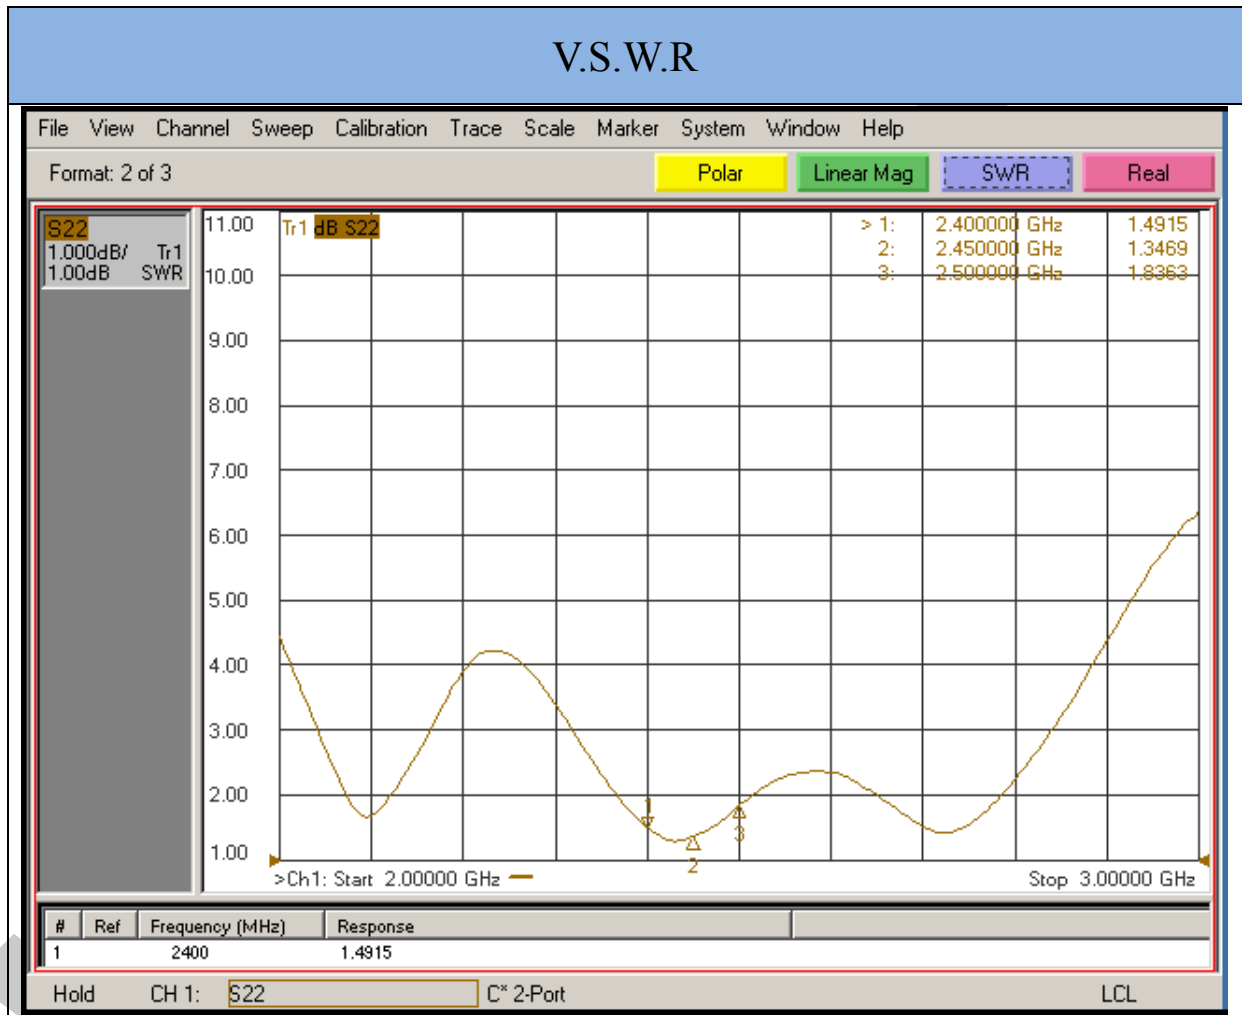 V.S.W.R
File View Channel Sweep Calibration Trace Scale Marker System Window Help
Format: 2 of 3 Polar Linear Mag SWR Real
S22
1.000dB/ Tr1
1.00dB SWR
Tr1 dB S22
> 1: 2.400000 GHz 1.4915
2: 2.450000 GHz 1.3469
3: 2.500000 GHz 1.8363
11.00
10.00
9.00
8.00
7.00
6.00
5.00
4.00
3.00
2.00
1.00
1
2
3
>Ch1: Start 2.00000 GHz Stop 3.00000 GHz
# Ref Frequency (MHz) Response
1 2400 1.4915
Hold CH 1: S22 C* 2-Port LCL